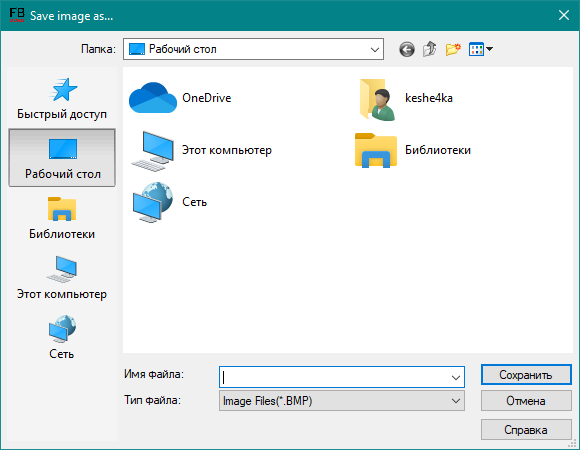 FB
Save image as...
Папка:
Рабочий стол
Быстрый доступ
Рабочий стол
Библиотеки
Этот компьютер
Сеть
OneDrive
keshe4ka
Этот компьютер
Библиотеки
Сеть
Имя файла:
Сохранить
Тип файла:
Image Files(*.BMP)
Отмена
Справка